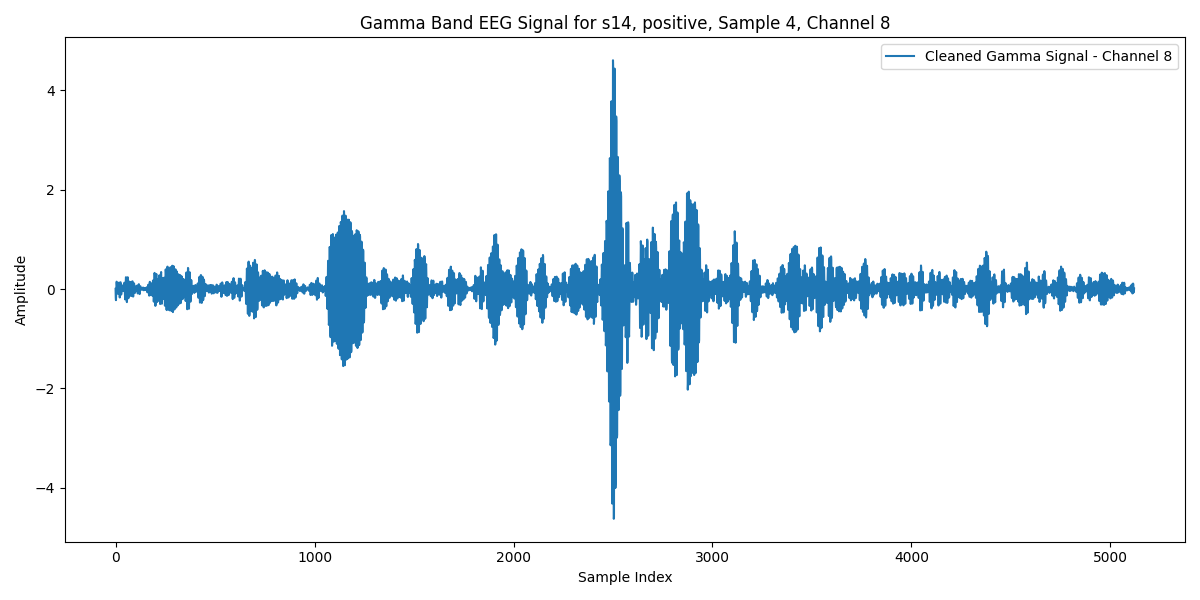 Gamma Band EEG Signal for s14, positive, Sample 4, Channel 8
Cleaned Gamma Signal - Channel 8
Amplitude
4
2
0
−2
−4
0 1000 2000 3000 4000 5000
Sample Index